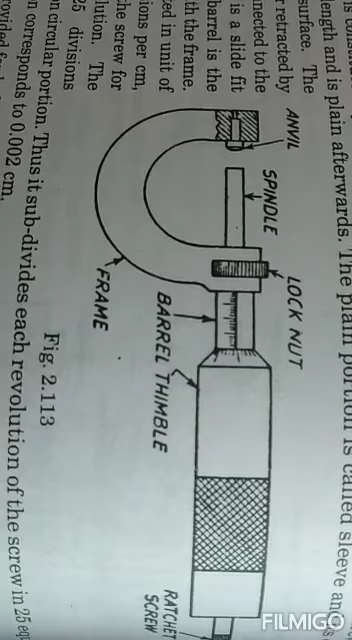 length and is plain afterwards. The plain portion is called sleeve and
surface. The
r retracted by
nnected to the
is a slide fit
barrel is the
th the frame.
ed in unit of
ions per cm,
he screw for
lution. The
25 divisions
n circular portion. Thus it sub-divides each revolution of the screw in 25 equ
n corresponds to 0.002 cm.
ANVIL
SPINDLE
LOCK NUT
FRAME
BARREL
THIMBLE
RATCHET
SCREW
Fig. 2.113
FILMIGO